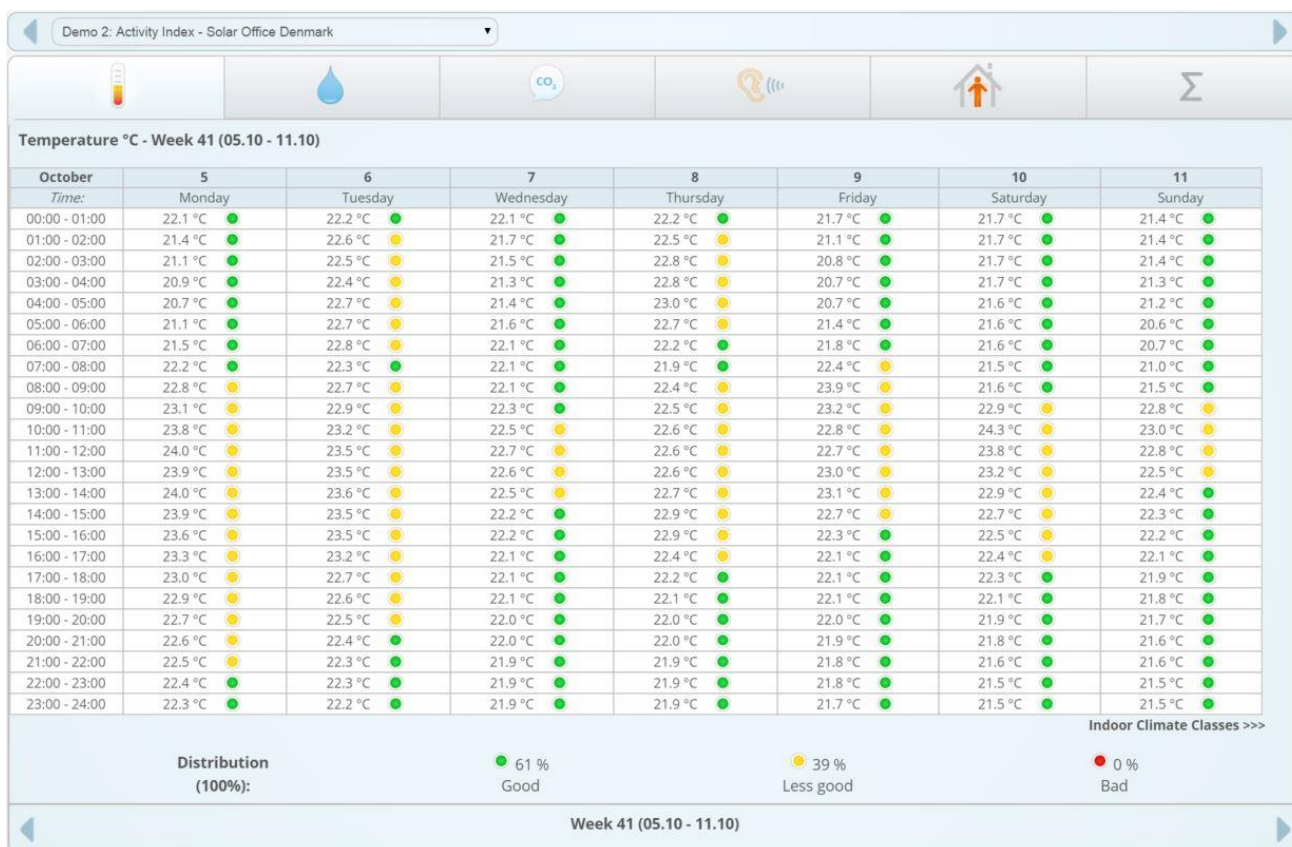 Demo 2: Activity Index - Solar Office Denmark
CO₂
Σ
Temperature °C - Week 41 (05.10 - 11.10)
October 5 6 7 8 9 10 11
Time: Monday Tuesday Wednesday Thursday Friday Saturday Sunday
00:00 - 01:00 22.1 °C 22.2 °C 22.1 °C 22.2 °C 21.7 °C 21.7 °C 21.4 °C
01:00 - 02:00 21.4 °C 22.6 °C 21.7 °C 22.5 °C 21.1 °C 21.7 °C 21.4 °C
02:00 - 03:00 21.1 °C 22.5 °C 21.5 °C 22.8 °C 20.8 °C 21.7 °C 21.4 °C
03:00 - 04:00 20.9 °C 22.4 °C 21.3 °C 22.8 °C 20.7 °C 21.7 °C 21.3 °C
04:00 - 05:00 20.7 °C 22.7 °C 21.4 °C 23.0 °C 20.7 °C 21.6 °C 21.2 °C
05:00 - 06:00 21.1 °C 22.7 °C 21.6 °C 22.7 °C 21.4 °C 21.6 °C 20.6 °C
06:00 - 07:00 21.5 °C 22.8 °C 22.1 °C 22.2 °C 21.8 °C 21.6 °C 20.7 °C
07:00 - 08:00 22.2 °C 22.3 °C 22.1 °C 21.9 °C 22.4 °C 21.5 °C 21.0 °C
08:00 - 09:00 22.8 °C 22.7 °C 22.1 °C 22.4 °C 23.9 °C 21.6 °C 21.5 °C
09:00 - 10:00 23.1 °C 22.9 °C 22.3 °C 22.5 °C 23.2 °C 22.9 °C 22.8 °C
10:00 - 11:00 23.8 °C 23.2 °C 22.5 °C 22.6 °C 22.8 °C 24.3 °C 23.0 °C
11:00 - 12:00 24.0 °C 23.5 °C 22.7 °C 22.6 °C 22.7 °C 23.8 °C 22.8 °C
12:00 - 13:00 23.9 °C 23.5 °C 22.6 °C 22.6 °C 23.0 °C 23.2 °C 22.5 °C
13:00 - 14:00 24.0 °C 23.6 °C 22.5 °C 22.7 °C 23.1 °C 22.9 °C 22.4 °C
14:00 - 15:00 23.9 °C 23.5 °C 22.2 °C 22.9 °C 22.7 °C 22.7 °C 22.3 °C
15:00 - 16:00 23.6 °C 23.5 °C 22.2 °C 22.9 °C 22.3 °C 22.5 °C 22.2 °C
16:00 - 17:00 23.3 °C 23.2 °C 22.1 °C 22.4 °C 22.1 °C 22.4 °C 22.1 °C
17:00 - 18:00 23.0 °C 22.7 °C 22.1 °C 22.2 °C 22.1 °C 22.3 °C 21.9 °C
18:00 - 19:00 22.9 °C 22.6 °C 22.1 °C 22.1 °C 22.1 °C 22.1 °C 21.8 °C
19:00 - 20:00 22.7 °C 22.5 °C 22.0 °C 22.0 °C 22.0 °C 21.9 °C 21.7 °C
20:00 - 21:00 22.6 °C 22.4 °C 22.0 °C 22.0 °C 21.9 °C 21.8 °C 21.6 °C
21:00 - 22:00 22.5 °C 22.3 °C 21.9 °C 21.9 °C 21.8 °C 21.6 °C 21.6 °C
22:00 - 23:00 22.4 °C 22.3 °C 21.9 °C 21.9 °C 21.8 °C 21.5 °C 21.5 °C
23:00 - 24:00 22.3 °C 22.2 °C 21.9 °C 21.9 °C 21.7 °C 21.5 °C 21.5 °C
Indoor Climate Classes >>>
Distribution 61 % 39 % 0 %
(100%): Good Less good Bad
Week 41 (05.10 - 11.10)